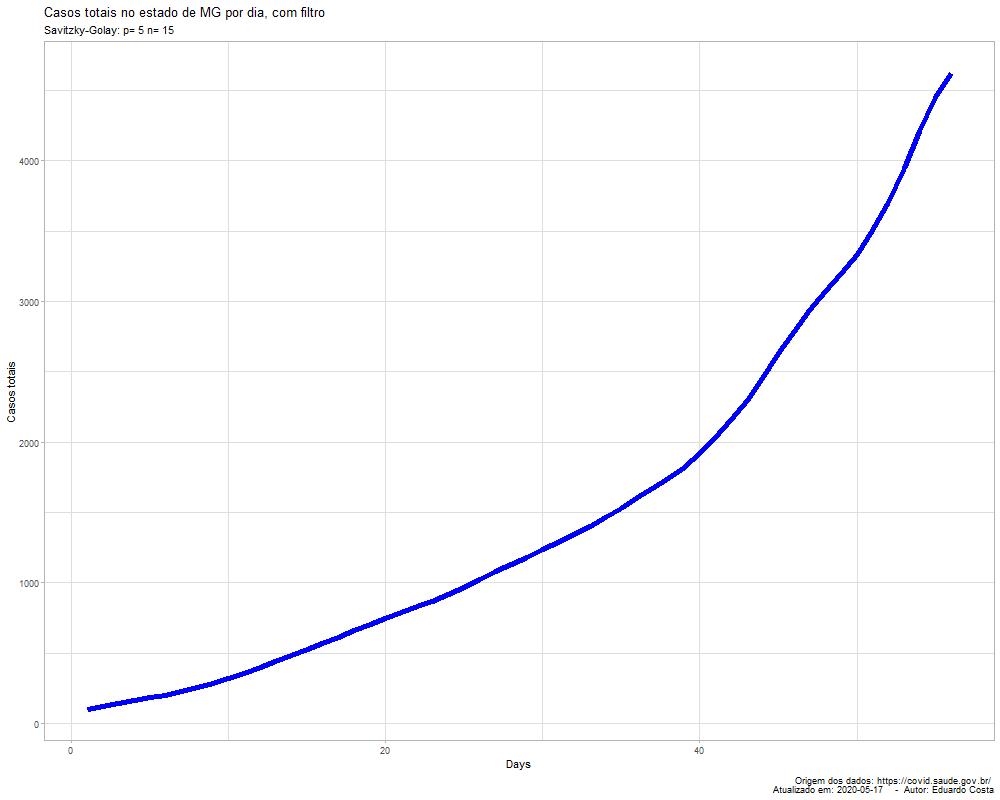 Casos totais no estado de MG por dia, com filtro
Savitzky-Golay: p= 5 n= 15
4000
3000
2000
1000
0
Casos totais
0 20 40
Days
Origem dos dados: https://covid.saude.gov.br/
Atualizado em: 2020-05-17 - Autor: Eduardo Costa